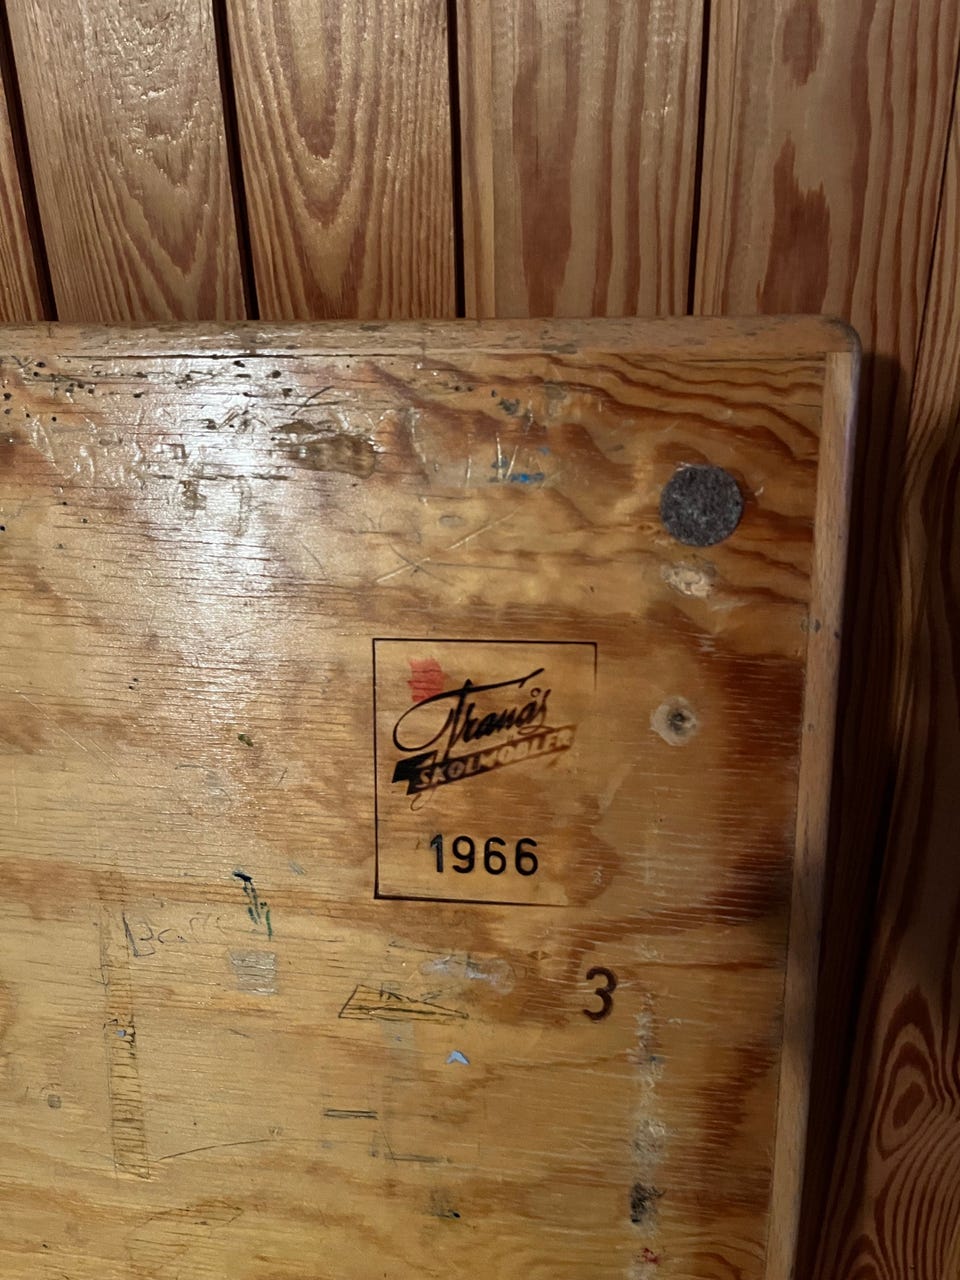 Tranås
SKOLMÖBLER
1966
3